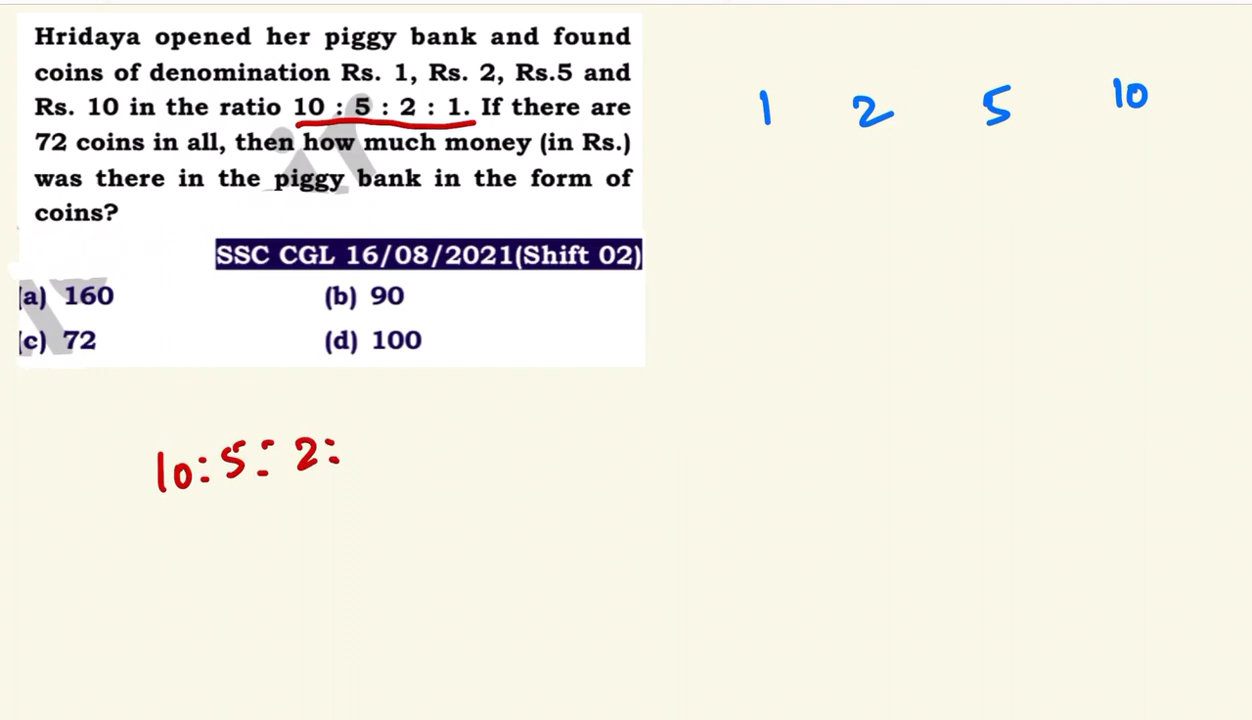 Hridaya opened her piggy bank and found
coins of denomination Rs. 1, Rs. 2, Rs.5 and
Rs. 10 in the ratio 10 : 5 : 2 : 1. If there are
72 coins in all, then how much money (in Rs.)
was there in the piggy bank in the form of
coins?
SSC CGL 16/08/2021(Shift 02)
(a) 160 (b) 90
(c) 72 (d) 100
1 2 5 10
10 : 5 : 2 :